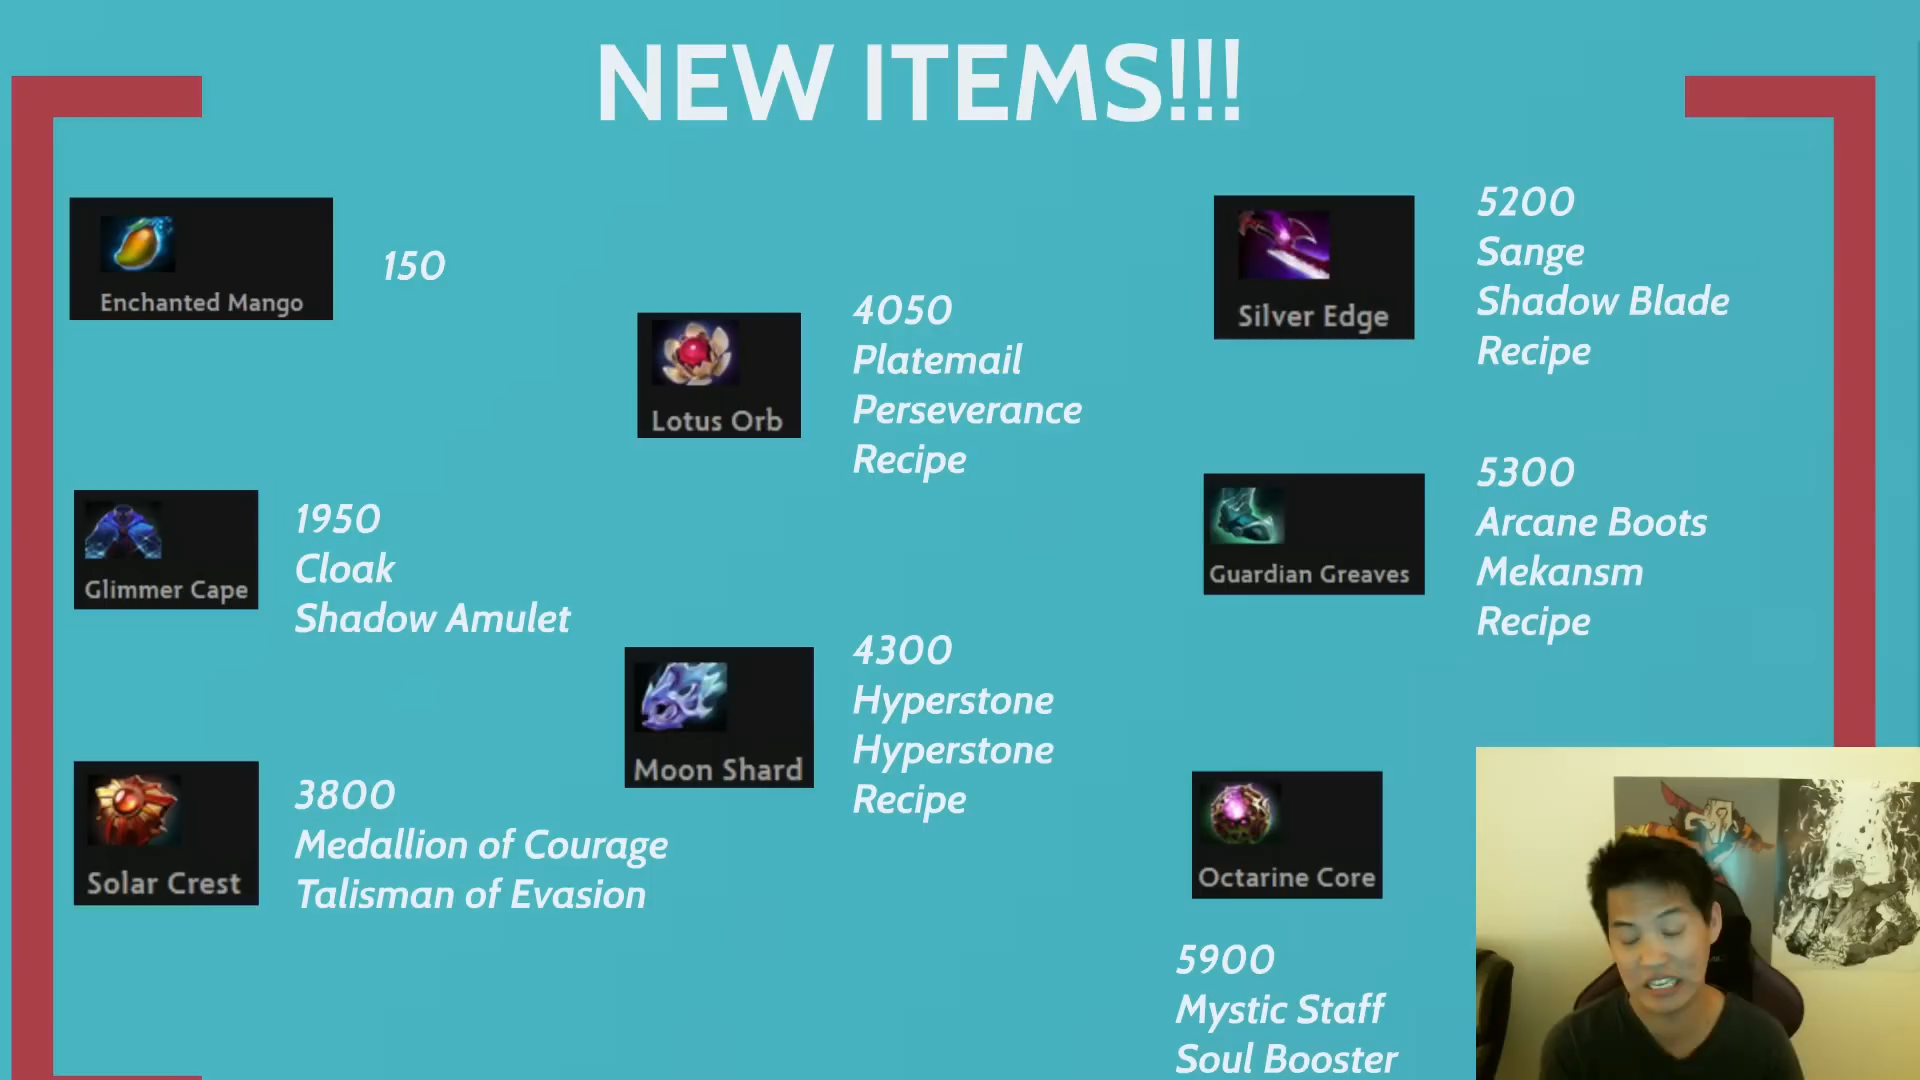 NEW ITEMS!!!
Enchanted Mango
150
Glimmer Cape
1950
Cloak
Shadow Amulet
Solar Crest
3800
Medallion of Courage
Talisman of Evasion
Lotus Orb
4050
Platemail
Perseverance
Recipe
Moon Shard
4300
Hyperstone
Hyperstone
Recipe
Silver Edge
5200
Sange
Shadow Blade
Recipe
Guardian Greaves
5300
Arcane Boots
Mekansm
Recipe
Octarine Core
5900
Mystic Staff
Soul Booster